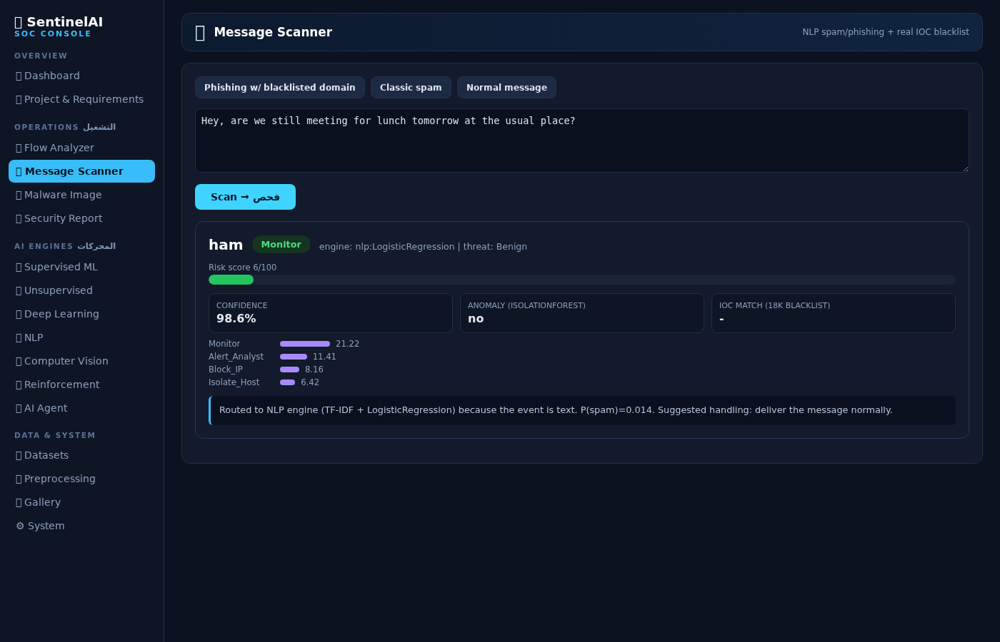 SentinelAI
SOC CONSOLE
OVERVIEW
Dashboard
Project & Requirements
OPERATIONS التشغيل
Flow Analyzer
Message Scanner
Malware Image
Security Report
AI ENGINES المحركات
Supervised ML
Unsupervised
Deep Learning
NLP
Computer Vision
Reinforcement
AI Agent
DATA & SYSTEM
Datasets
Preprocessing
Gallery
⚙ System
Message Scanner
NLP spam/phishing + real IOC blacklist
Phishing w/ blacklisted domain
Classic spam
Normal message
Hey, are we still meeting for lunch tomorrow at the usual place?
Scan → فحص
ham Monitor engine: nlp:LogisticRegression | threat: Benign
Risk score 6/100
CONFIDENCE
98.6%
ANOMALY (ISOLATIONFOREST)
no
IOC MATCH (18K BLACKLIST)
-
Monitor 21.22
Alert_Analyst 11.41
Block_IP 8.16
Isolate_Host 6.42
Routed to NLP engine (TF-IDF + LogisticRegression) because the event is text. P(spam)=0.014. Suggested handling: deliver the message normally.